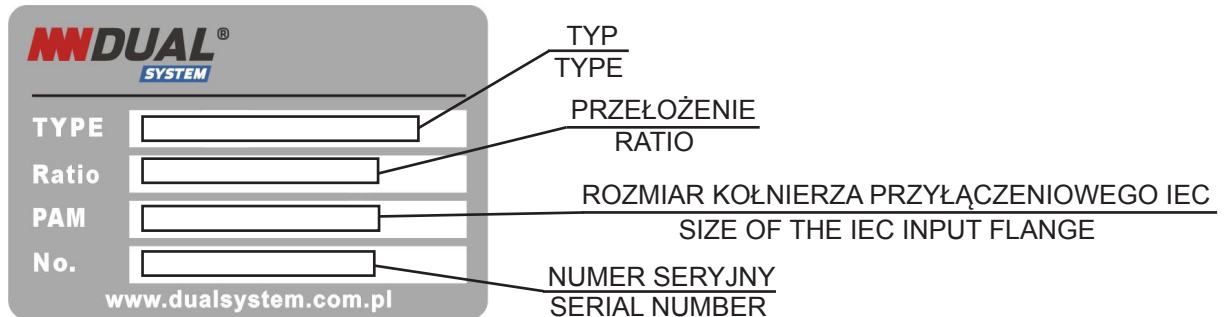 DUAL®
SYSTEM
TYPE
Ratio
PAM
No.
www.dualsystem.com.pl
TYP
TYPE
PRZEŁOŻENIE
RATIO
ROZMIAR KOŁNIERZA PRZYŁĄCZENIOWEGO IEC
SIZE OF THE IEC INPUT FLANGE
NUMER SERYJNY
SERIAL NUMBER